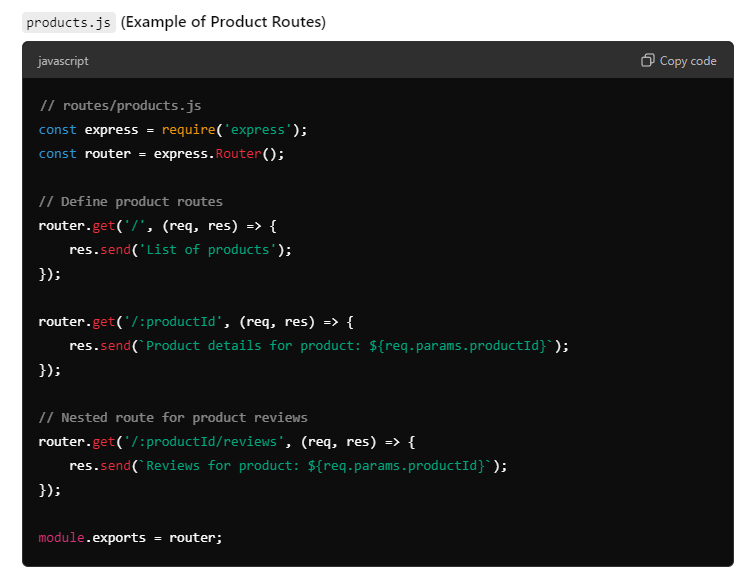 products.js (Example of Product Routes)
javascript
Copy code
// routes/products.js
const express = require('express');
const router = express.Router();
// Define product routes
router.get('/', (req, res) => {
    res.send('List of products');
});
router.get('/:productId', (req, res) => {
    res.send(`Product details for product: ${req.params.productId}`);
});
// Nested route for product reviews
router.get('/:productId/reviews', (req, res) => {
    res.send(`Reviews for product: ${req.params.productId}`);
});
module.exports = router;